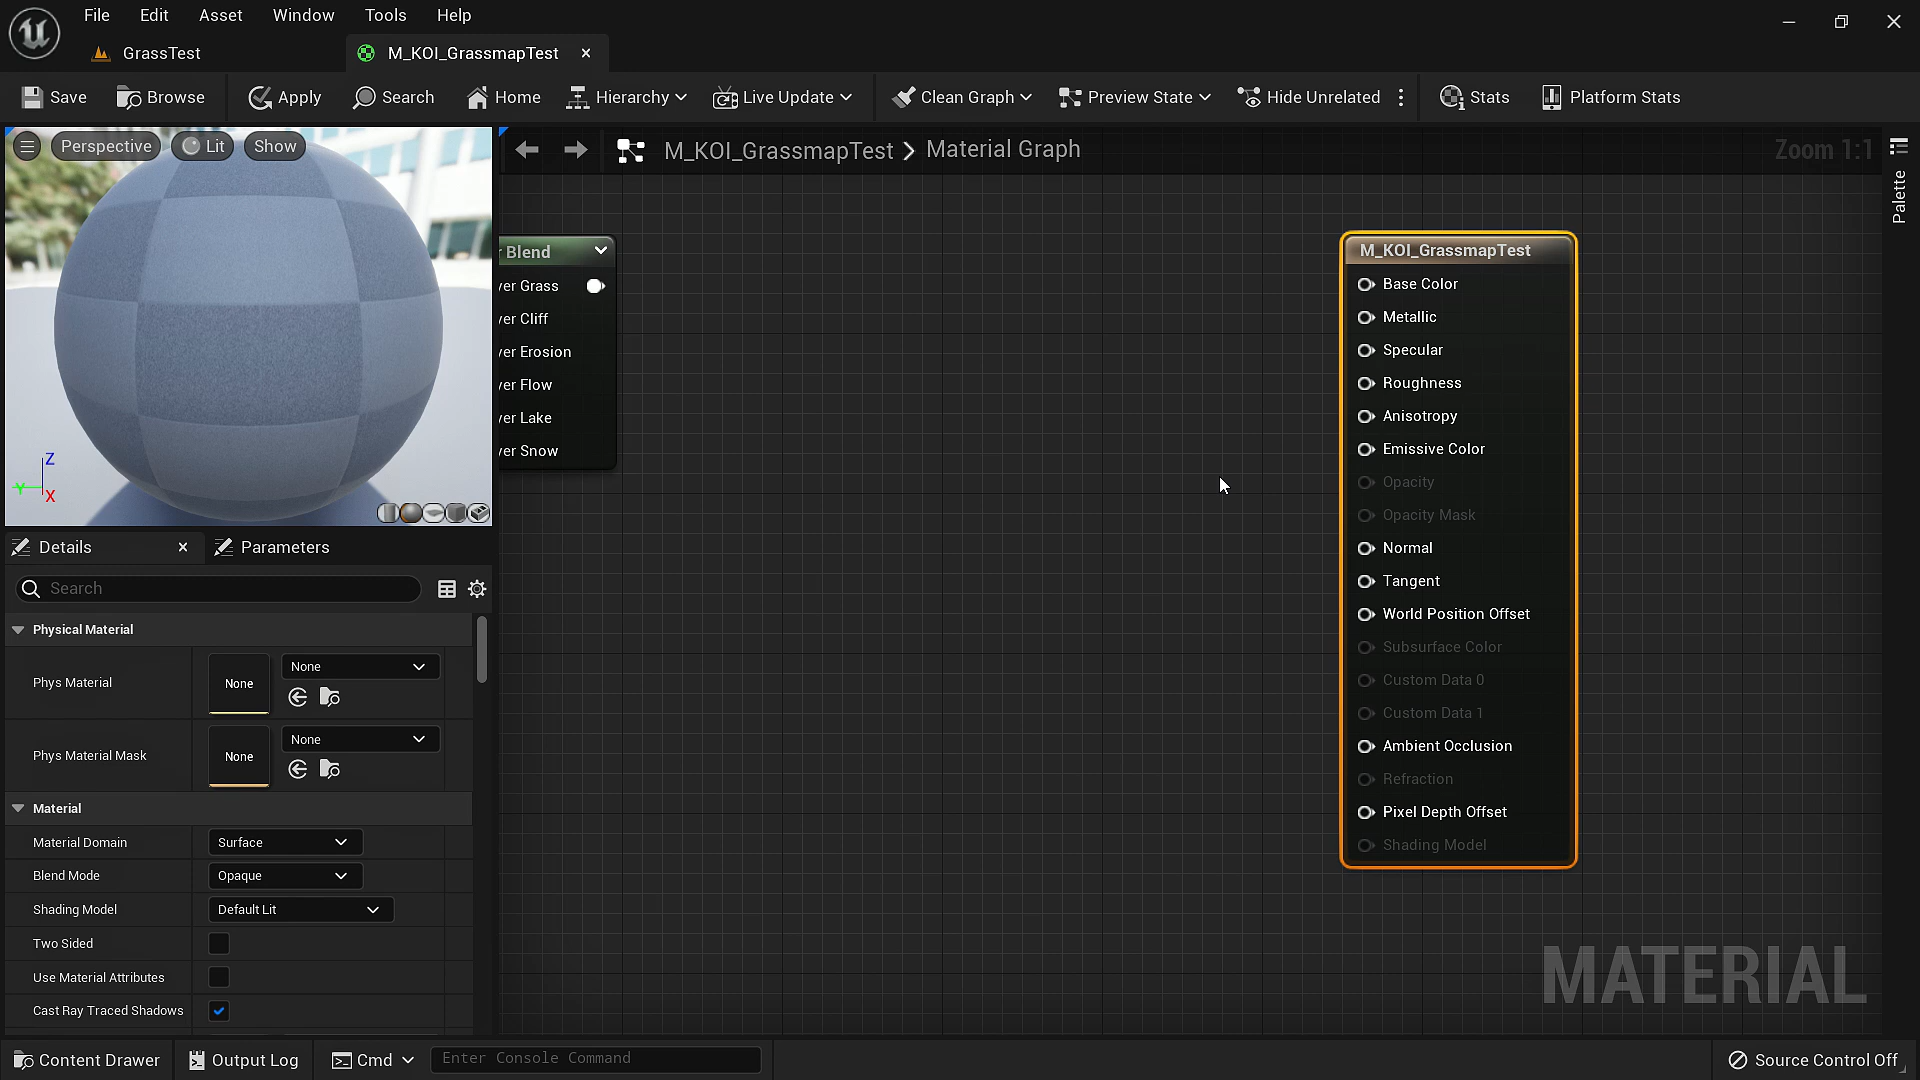 File Edit Asset Window Tools Help
GrassTest M_KOI_GrassmapTest
Save Browse Apply Search Home Hierarchy Live Update Clean Graph Preview State Hide Unrelated Stats Platform Stats
Perspective Lit Show
M_KOI_GrassmapTest Material Graph
Zoom 1:1
Palette
r Blend
yer Grass
yer Cliff
yer Erosion
yer Flow
yer Lake
yer Snow
M_KOI_GrassmapTest
Base Color
Metallic
Specular
Roughness
Anisotropy
Emissive Color
Opacity
Opacity Mask
Normal
Tangent
World Position Offset
Subsurface Color
Custom Data 0
Custom Data 1
Ambient Occlusion
Refraction
Pixel Depth Offset
Shading Model
MATERIAL
Z
Y
X
Details Parameters
Search
Physical Material
Phys Material None None
Phys Material Mask None None
Material
Material Domain Surface
Blend Mode Opaque
Shading Model Default Lit
Two Sided
Use Material Attributes
Cast Ray Traced Shadows
Content Drawer Output Log Cmd Enter Console Command Source Control Off